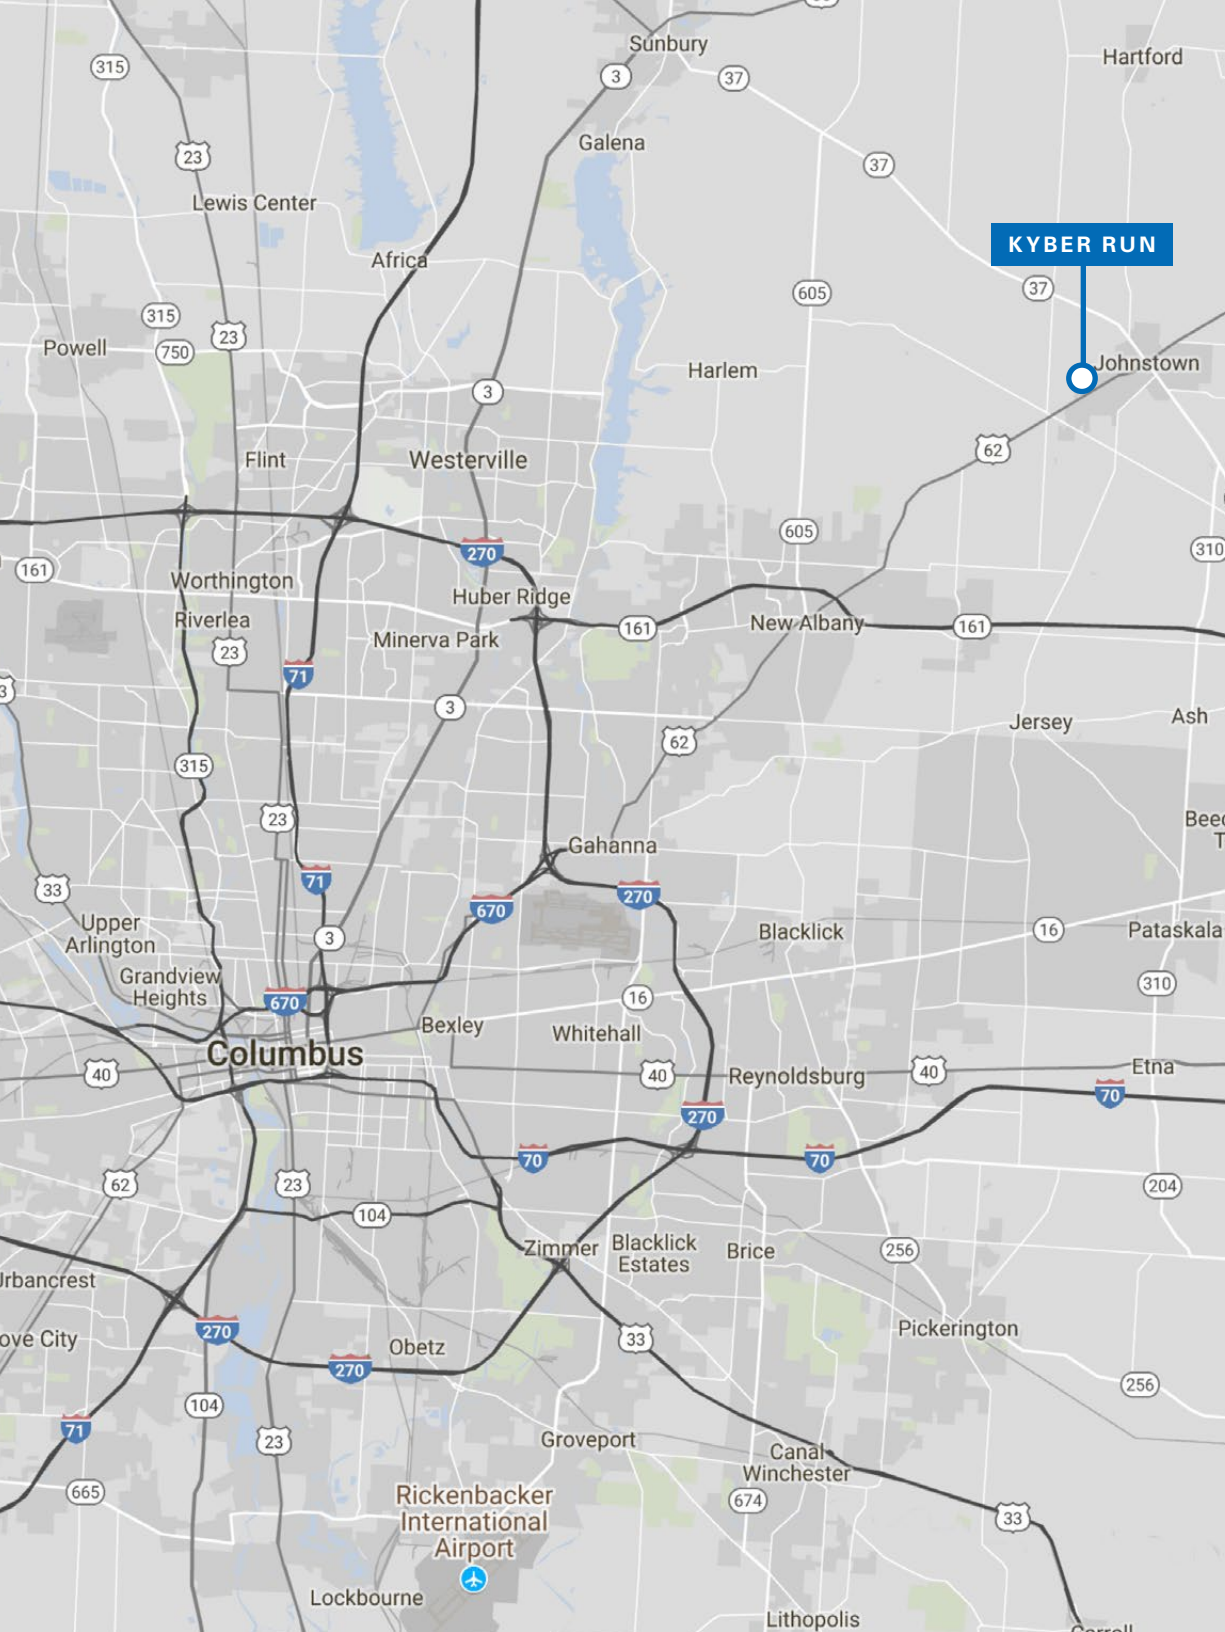 Sunbury
Hartford
315
3
37
Galena
23
37
Lewis Center
KYBER RUN
Africa
37
605
315
23
Powell
750
Johnstown
Harlem
3
62
Flint
Westerville
605
270
310
161
Worthington
Huber Ridge
Riverlea
161
New Albany
161
Minerva Park
23
71
3
3
Jersey
Ash
62
315
23
Gahanna
71
33
270
670
Upper
Arlington
3
Blacklick
16
Pataskala
Grandview
Heights
310
670
16
Bexley
Whitehall
Columbus
40
40
Reynoldsburg
40
Etna
70
270
70
70
62
23
204
104
Zimmer
Blacklick
Estates
Brice
256
Urbancrest
270
33
Pickerington
ove City
Obetz
270
256
104
71
23
Groveport
Canal
Winchester
665
Rickenbacker
International
Airport
674
33
Lockbourne
Lithopolis